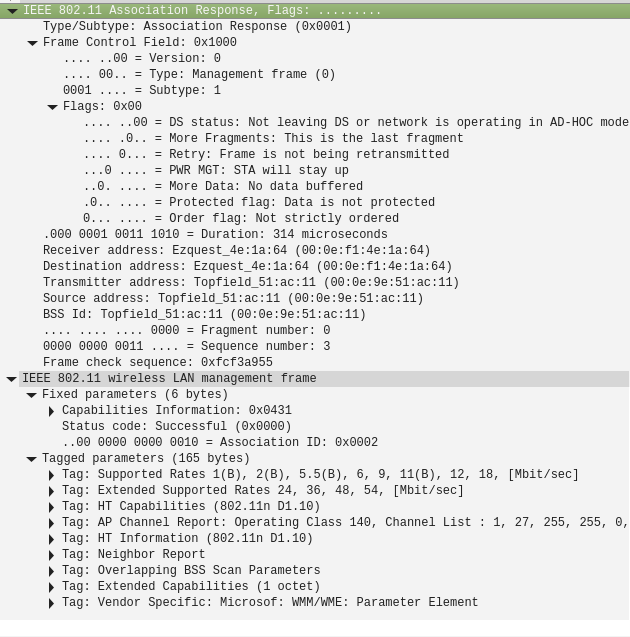 IEEE 802.11 Association Response, Flags: .........
Type/Subtype: Association Response (0x0001)
Frame Control Field: 0x1000
.... ..00 = Version: 0
.... 00.. = Type: Management frame (0)
0001 .... = Subtype: 1
Flags: 0x00
.... ..00 = DS status: Not leaving DS or network is operating in AD-HOC mode
.... .0.. = More Fragments: This is the last fragment
.... 0... = Retry: Frame is not being retransmitted
...0 .... = PWR MGT: STA will stay up
..0. .... = More Data: No data buffered
.0.. .... = Protected flag: Data is not protected
0... .... = Order flag: Not strictly ordered
.000 0001 0011 1010 = Duration: 314 microseconds
Receiver address: Ezquest_4e:1a:64 (00:0e:f1:4e:1a:64)
Destination address: Ezquest_4e:1a:64 (00:0e:f1:4e:1a:64)
Transmitter address: Topfield_51:ac:11 (00:0e:9e:51:ac:11)
Source address: Topfield_51:ac:11 (00:0e:9e:51:ac:11)
BSS Id: Topfield_51:ac:11 (00:0e:9e:51:ac:11)
.... .... .... 0000 = Fragment number: 0
0000 0000 0011 .... = Sequence number: 3
Frame check sequence: 0xfcf3a955
IEEE 802.11 wireless LAN management frame
Fixed parameters (6 bytes)
Capabilities Information: 0x0431
Status code: Successful (0x0000)
..00 0000 0000 0010 = Association ID: 0x0002
Tagged parameters (165 bytes)
Tag: Supported Rates 1(B), 2(B), 5.5(B), 6, 9, 11(B), 12, 18, [Mbit/sec]
Tag: Extended Supported Rates 24, 36, 48, 54, [Mbit/sec]
Tag: HT Capabilities (802.11n D1.10)
Tag: AP Channel Report: Operating Class 140, Channel List : 1, 27, 255, 255, 0,
Tag: HT Information (802.11n D1.10)
Tag: Neighbor Report
Tag: Overlapping BSS Scan Parameters
Tag: Extended Capabilities (1 octet)
Tag: Vendor Specific: Microsof: WMM/WME: Parameter Element